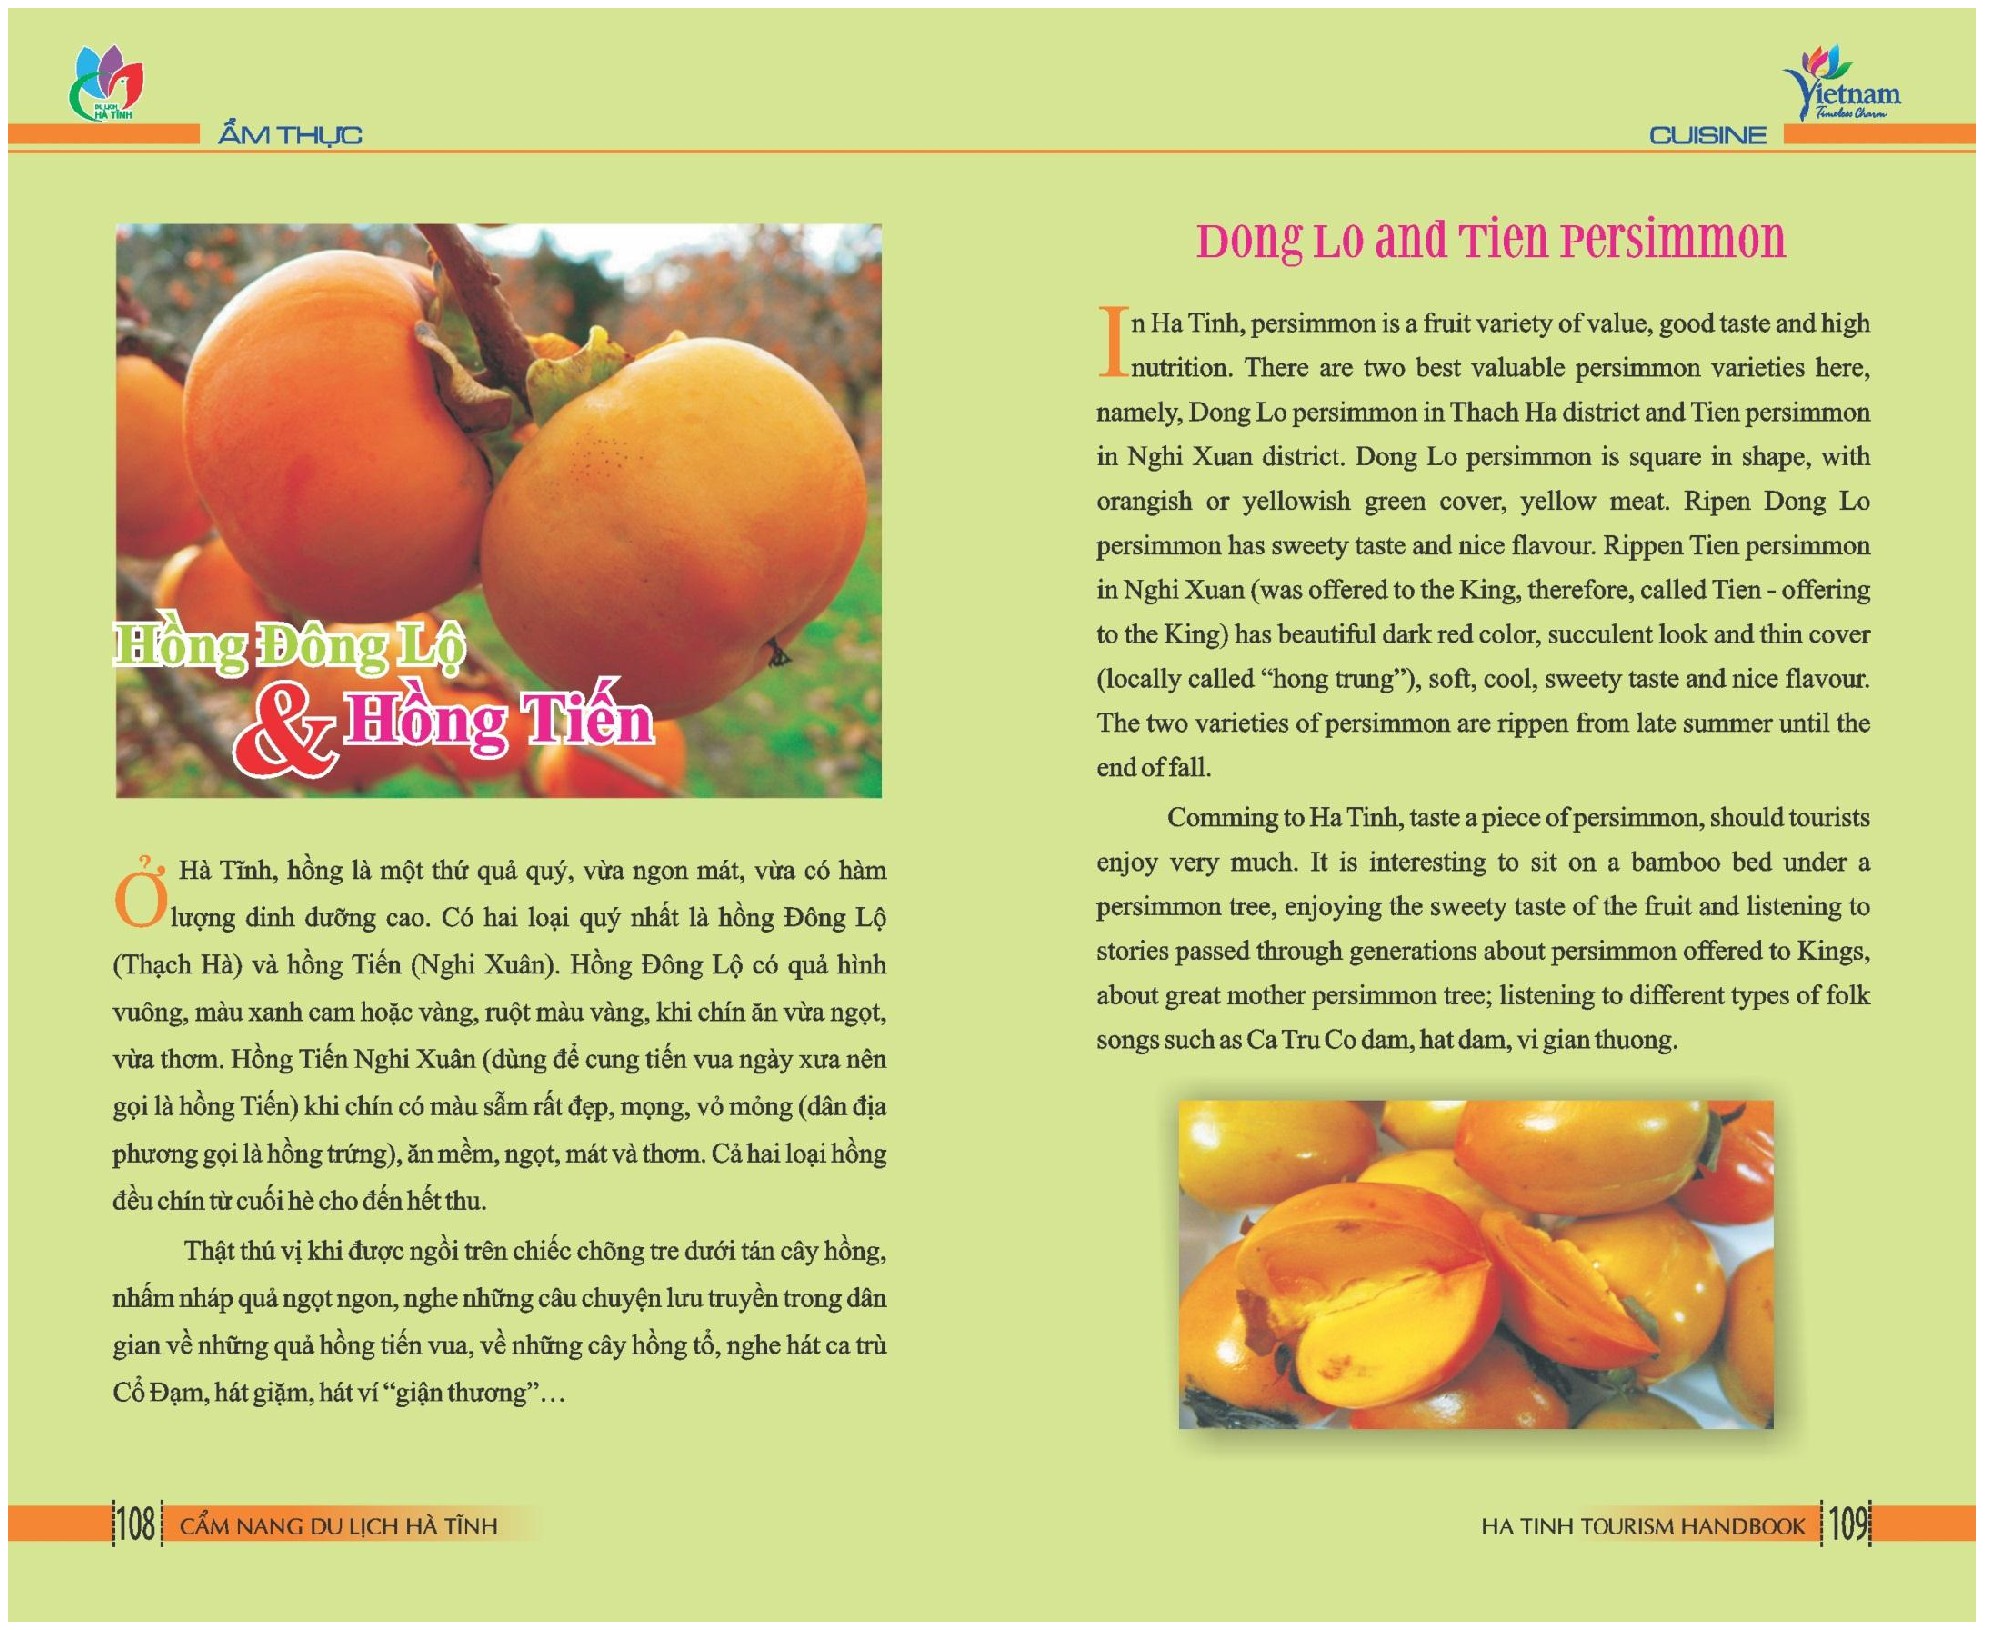 DU LỊCH
HÀ TĨNH
ẨM THỰC
Hồng Đông Lộ
& Hồng Tiến
Ở Hà Tĩnh, hồng là một thứ quả quý, vừa ngon mát, vừa có hàm
lượng dinh dưỡng cao. Có hai loại quý nhất là hồng Đông Lộ
(Thạch Hà) và hồng Tiến (Nghi Xuân). Hồng Đông Lộ có quả hình
vuông, màu xanh cam hoặc vàng, ruột màu vàng, khi chín ăn vừa ngọt,
vừa thơm. Hồng Tiến Nghi Xuân (dùng để cung tiến vua ngày xưa nên
gọi là hồng Tiến) khi chín có màu sẫm rất đẹp, mọng, vỏ mỏng (dân địa
phương gọi là hồng trứng), ăn mềm, ngọt, mát và thơm. Cả hai loại hồng
đều chín từ cuối hè cho đến hết thu.
Thật thú vị khi được ngồi trên chiếc chõng tre dưới tán cây hồng,
nhấm nháp quả ngọt ngon, nghe những câu chuyện lưu truyền trong dân
gian về những quả hồng tiến vua, về những cây hồng tổ, nghe hát ca trù
Cổ Đạm, hát giặm, hát ví “giận thương”…
108 CẨM NANG DU LỊCH HÀ TĨNH
Vietnam
Timeless Charm
CUISINE
Dong Lo and Tien Persimmon
In Ha Tinh, persimmon is a fruit variety of value, good taste and high
nutrition. There are two best valuable persimmon varieties here,
namely, Dong Lo persimmon in Thach Ha district and Tien persimmon
in Nghi Xuan district. Dong Lo persimmon is square in shape, with
orangish or yellowish green cover, yellow meat. Ripen Dong Lo
persimmon has sweety taste and nice flavour. Rippen Tien persimmon
in Nghi Xuan (was offered to the King, therefore, called Tien - offering
to the King) has beautiful dark red color, succulent look and thin cover
(locally called “hong trung”), soft, cool, sweety taste and nice flavour.
The two varieties of persimmon are rippen from late summer until the
end of fall.
Comming to Ha Tinh, taste a piece of persimmon, should tourists
enjoy very much. It is interesting to sit on a bamboo bed under a
persimmon tree, enjoying the sweety taste of the fruit and listening to
stories passed through generations about persimmon offered to Kings,
about great mother persimmon tree; listening to different types of folk
songs such as Ca Tru Co dam, hat dam, vi gian thuong.
HA TINH TOURISM HANDBOOK 109